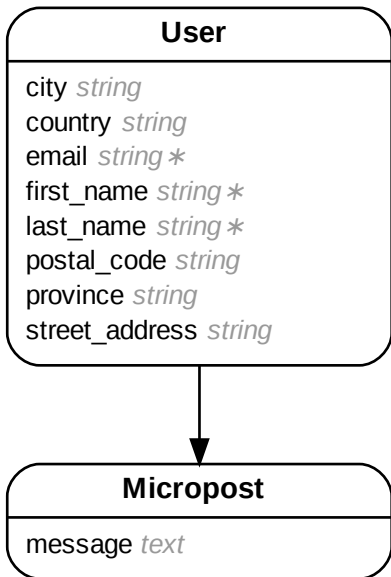 User
city string
country string
email string∗
first_name string∗
last_name string∗
postal_code string
province string
street_address string
Micropost
message text